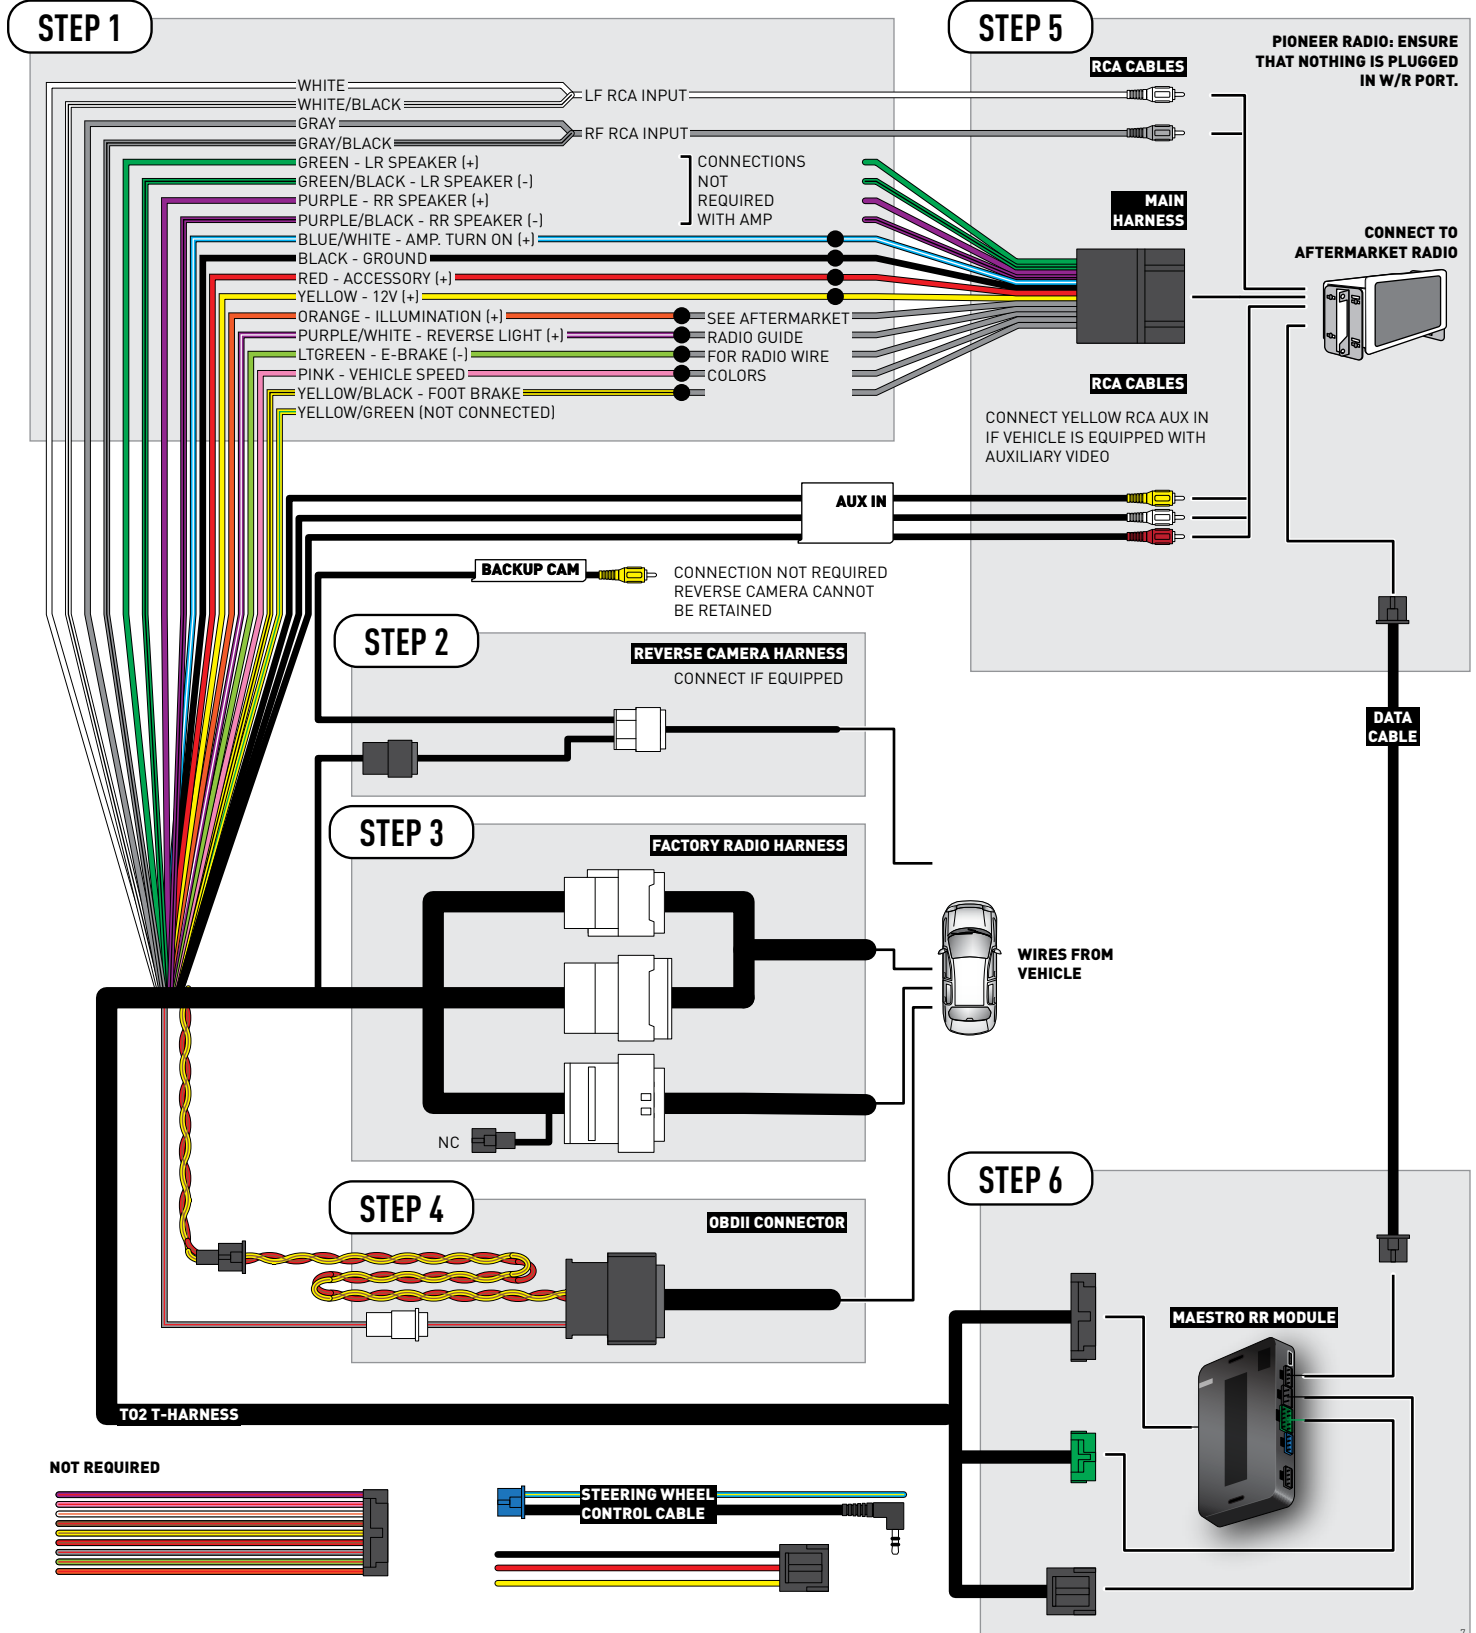 STEP 1
WHITE
WHITE/BLACK
LF RCA INPUT
GRAY
GRAY/BLACK
RF RCA INPUT
GREEN - LR SPEAKER (+)
GREEN/BLACK - LR SPEAKER (-)
PURPLE - RR SPEAKER (+)
PURPLE/BLACK - RR SPEAKER (-)
CONNECTIONS
NOT
REQUIRED
WITH AMP
BLUE/WHITE - AMP. TURN ON (+)
BLACK - GROUND
RED - ACCESSORY (+)
YELLOW - 12V (+)
ORANGE - ILLUMINATION (+)
PURPLE/WHITE - REVERSE LIGHT (+)
LTGREEN - E-BRAKE (-)
PINK - VEHICLE SPEED
YELLOW/BLACK - FOOT BRAKE
YELLOW/GREEN (NOT CONNECTED)
SEE AFTERMARKET
RADIO GUIDE
FOR RADIO WIRE
COLORS
STEP 5
PIONEER RADIO: ENSURE
THAT NOTHING IS PLUGGED
IN W/R PORT.
RCA CABLES
MAIN
HARNESS
CONNECT TO
AFTERMARKET RADIO
RCA CABLES
CONNECT YELLOW RCA AUX IN
IF VEHICLE IS EQUIPPED WITH
AUXILIARY VIDEO
AUX IN
BACKUP CAM
CONNECTION NOT REQUIRED
REVERSE CAMERA CANNOT
BE RETAINED
STEP 2
REVERSE CAMERA HARNESS
CONNECT IF EQUIPPED
DATA
CABLE
STEP 3
FACTORY RADIO HARNESS
WIRES FROM
VEHICLE
NC
STEP 4
OBDII CONNECTOR
STEP 6
MAESTRO RR MODULE
TO2 T-HARNESS
NOT REQUIRED
STEERING WHEEL
CONTROL CABLE
7